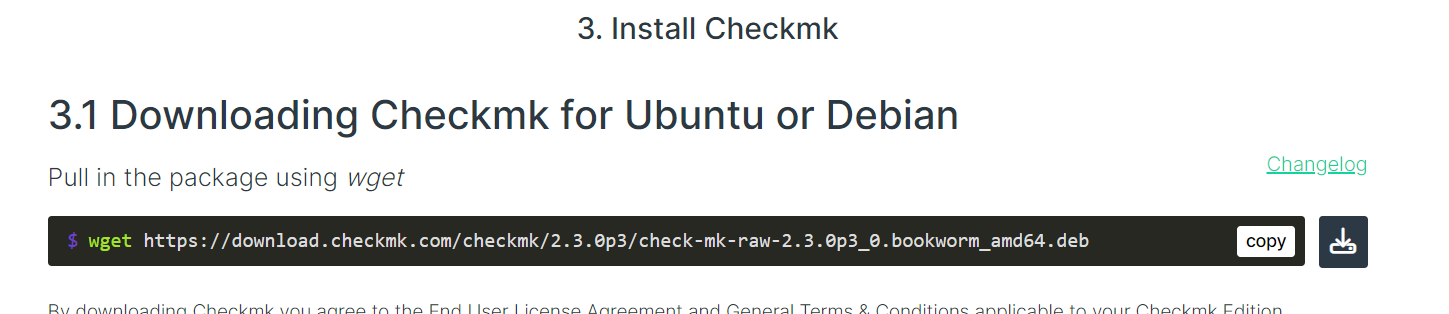 3. Install Checkmk
3.1 Downloading Checkmk for Ubuntu or Debian
Changelog
Pull in the package using wget
$ wget https://download.checkmk.com/checkmk/2.3.0p3/check-mk-raw-2.3.0p3_0.bookworm_amd64.deb
copy
By downloading Checkmk you agree to the End User License Agreement and General Terms & Conditions applicable to your Checkmk Edition